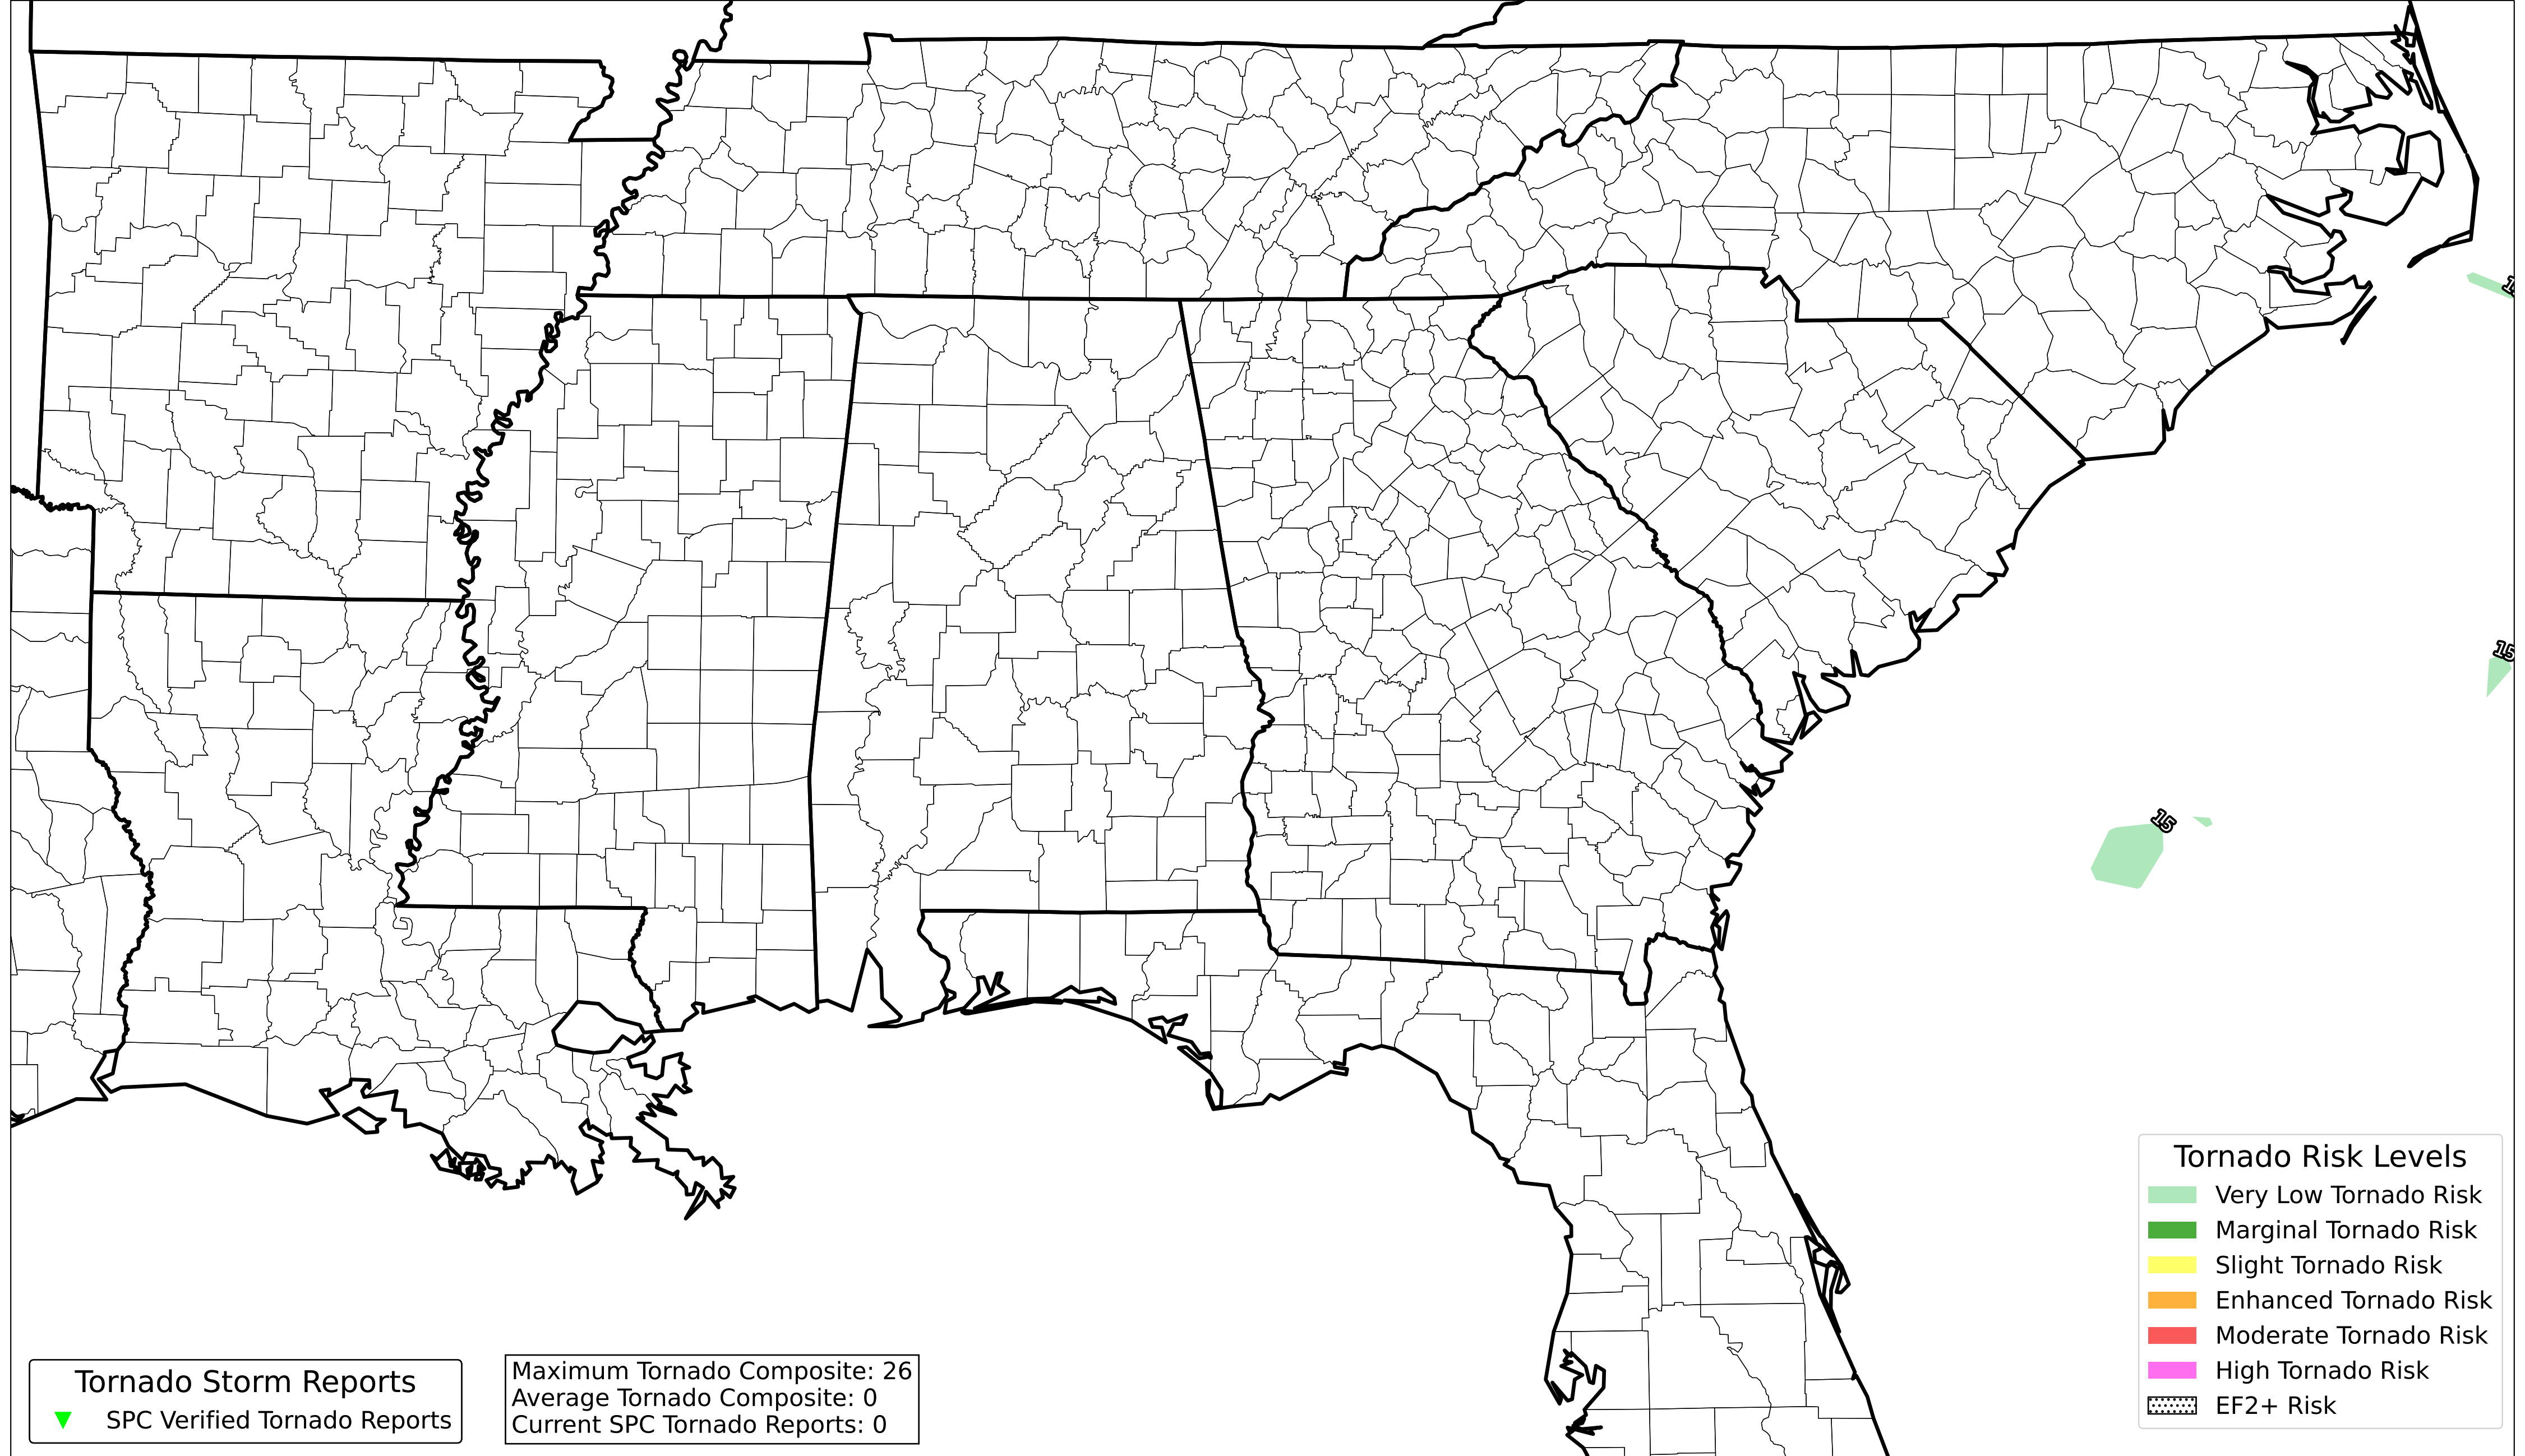 15
15
Tornado Risk Levels
Very Low Tornado Risk
Marginal Tornado Risk
Slight Tornado Risk
Enhanced Tornado Risk
Moderate Tornado Risk
High Tornado Risk
EF2+ Risk
Tornado Storm Reports
SPC Verified Tornado Reports
Maximum Tornado Composite: 26
Average Tornado Composite: 0
Current SPC Tornado Reports: 0